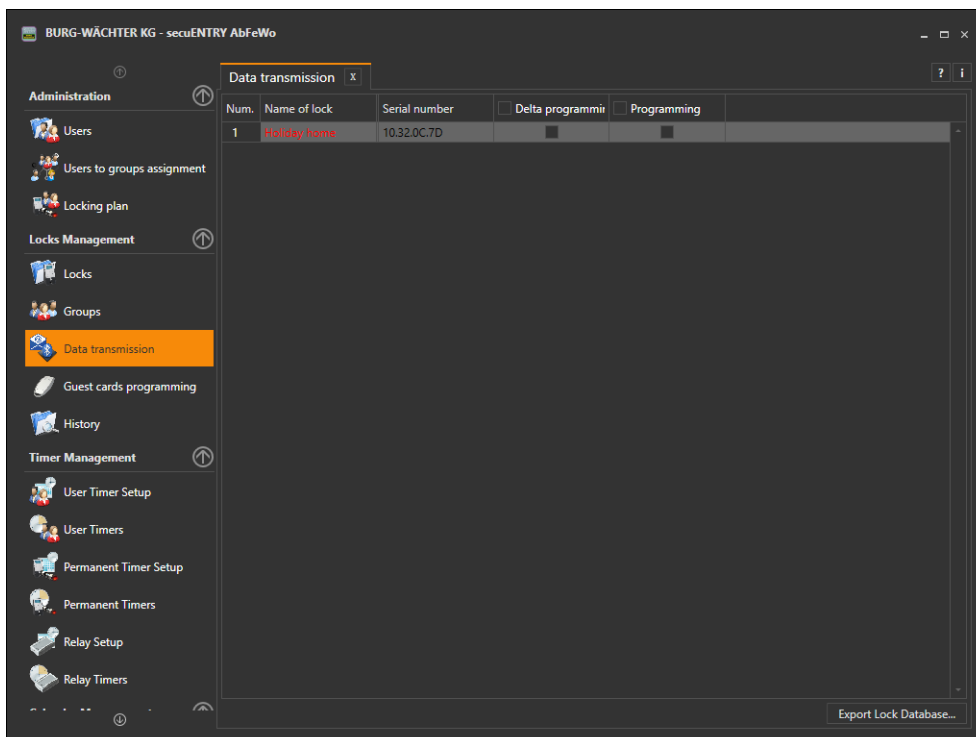 BURG-WÄCHTER KG - secuENTRY AbFeWo
Data transmission X
? i
Administration
Num. Name of lock Serial number Delta programmir Programming
1 Holiday home 10.32.0C.7D
Users
Users to groups assignment
Locking plan
Locks Management
Locks
Groups
Data transmission
Guest cards programming
History
Timer Management
User Timer Setup
User Timers
Permanent Timer Setup
Permanent Timers
Relay Setup
Relay Timers
Export Lock Database...